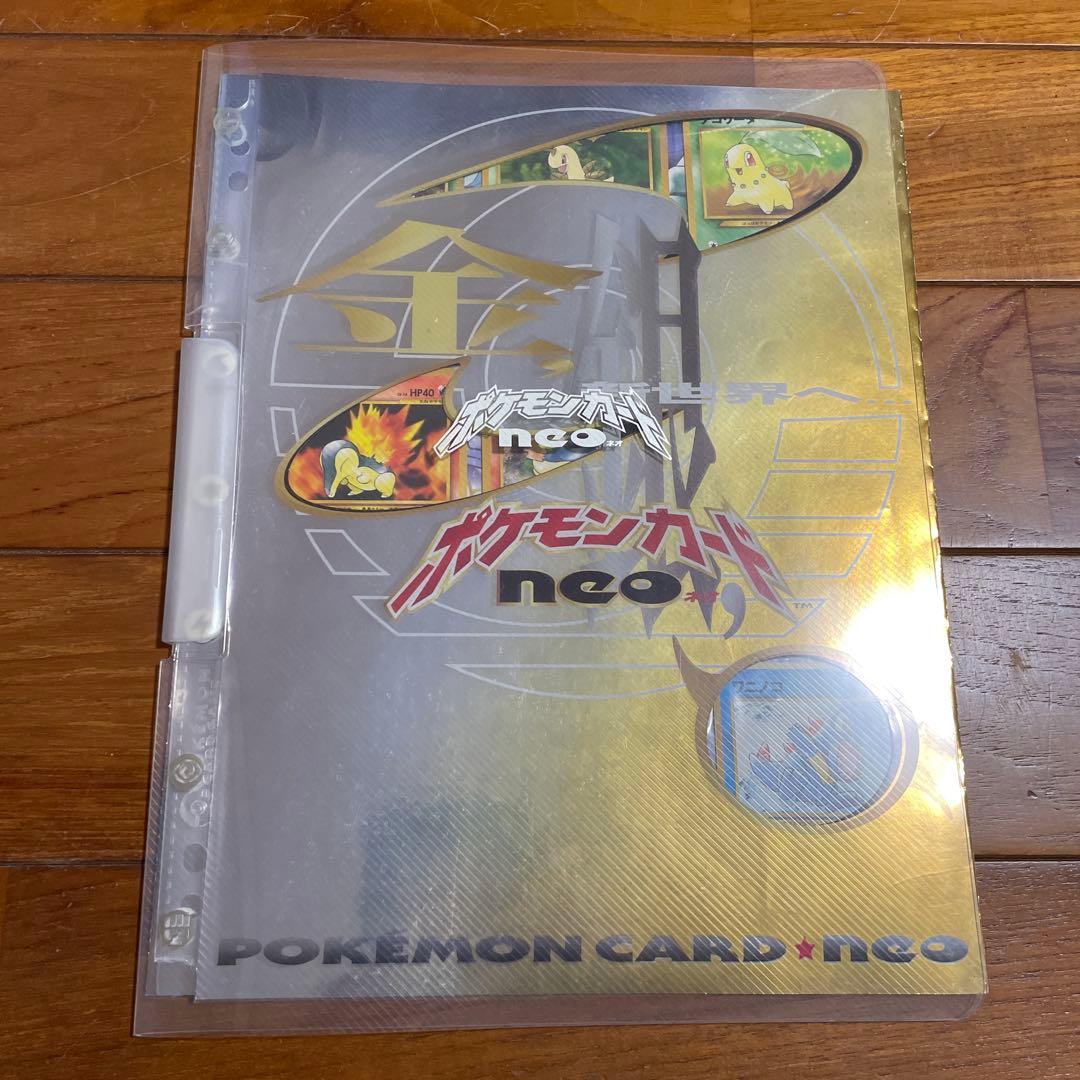 チコリータ
金、
HP40
新世界へ...
ポケモンカード
neo ネオ
ポケモンカード
neo ネオ
TM
ワニノコ
POKÉMON CARD★neo